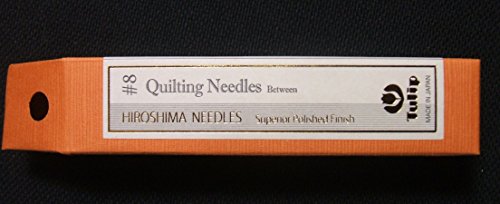 #8 Quilting Needles Between
HIROSHIMA NEEDLES Superior Polished Finish
Tulip
MADE IN JAPAN